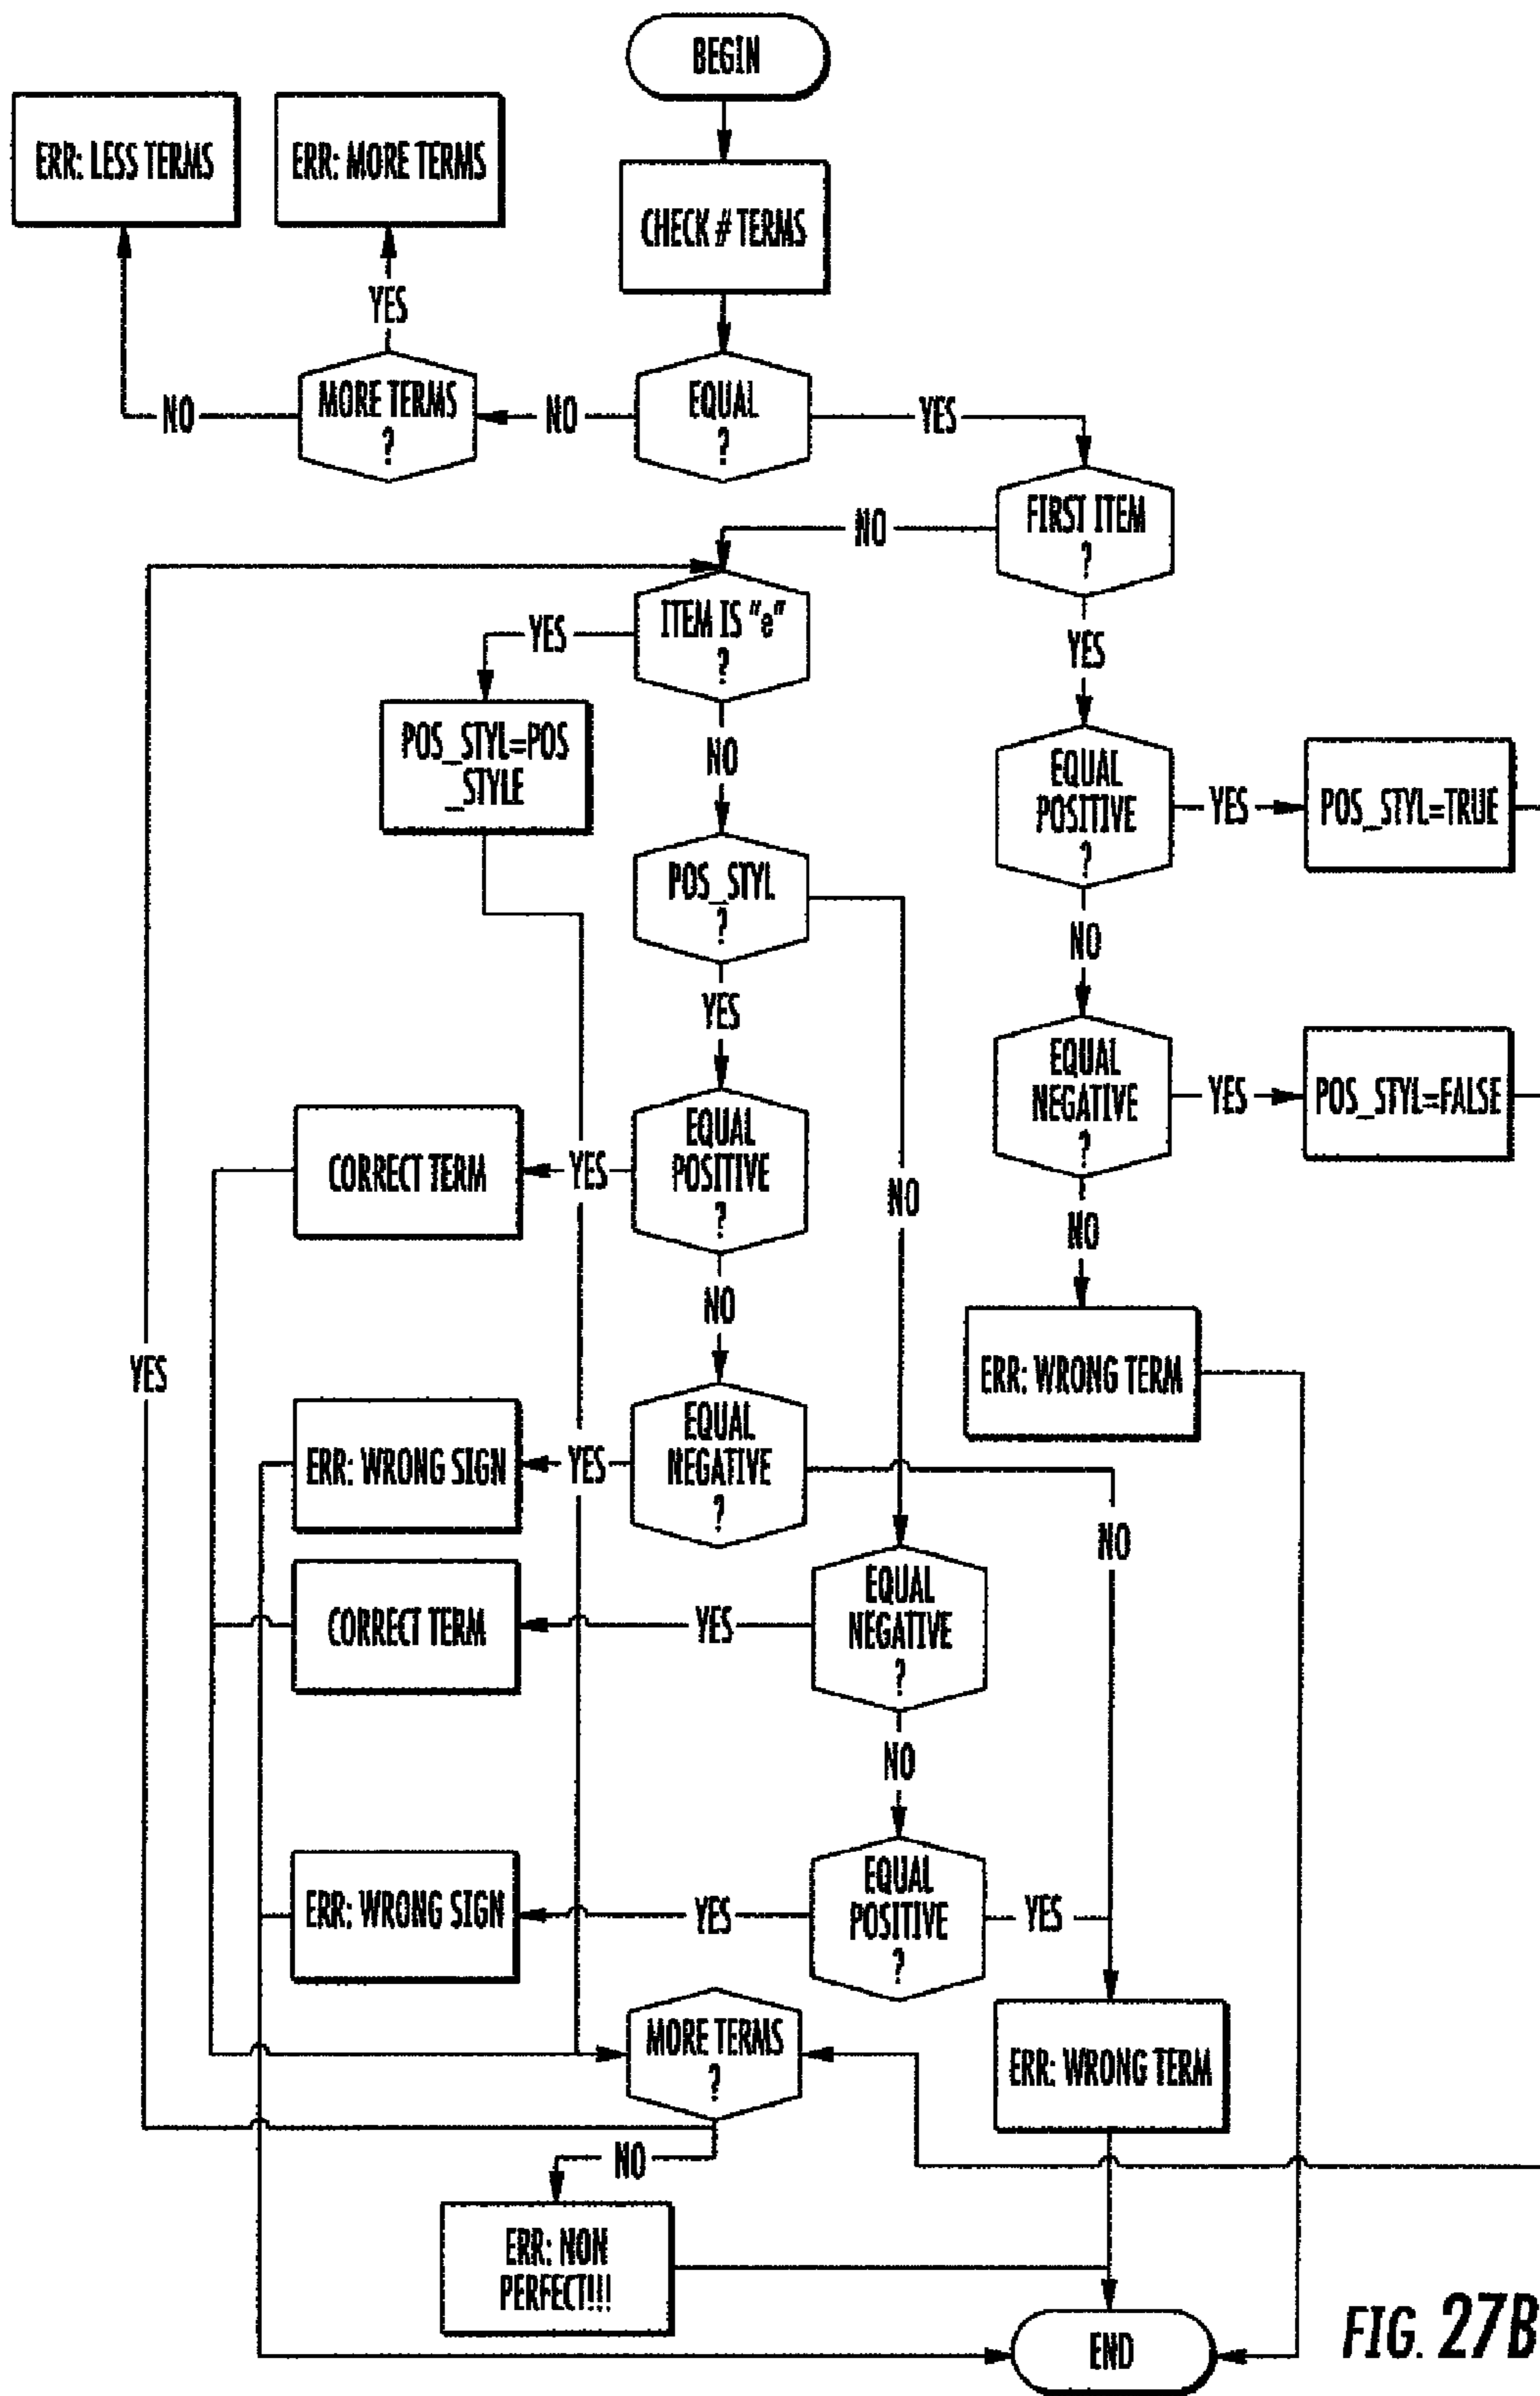 BEGIN
ERR: LESS TERMS
ERR: MORE TERMS
CHECK # TERMS
YES
MORE TERMS
?
EQUAL
?
NO
NO
YES
FIRST ITEM
?
NO
ITEM IS "e"
?
YES
YES
POS_STYL=POS
_STYLE
NO
EQUAL
POSITIVE
?
YES
POS_STYL=TRUE
POS_STYL
?
NO
YES
EQUAL
NEGATIVE
?
YES
POS_STYL=FALSE
EQUAL
POSITIVE
?
YES
CORRECT TERM
NO
NO
NO
ERR: WRONG TERM
YES
EQUAL
NEGATIVE
?
YES
ERR: WRONG SIGN
NO
EQUAL
NEGATIVE
?
YES
CORRECT TERM
NO
EQUAL
POSITIVE
?
YES
YES
ERR: WRONG SIGN
MORE TERMS
?
ERR: WRONG TERM
NO
ERR: NON
PERFECT!!!
END
FIG. 27B